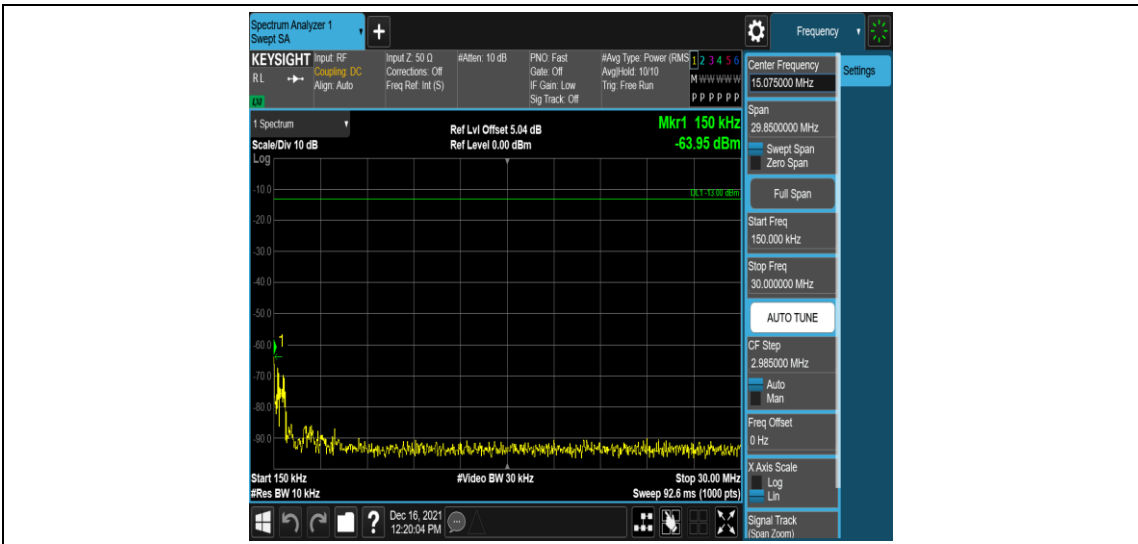 Spectrum Analyzer 1
Swept SA
+
Frequency
KEYSIGHT
RL
LXI
Input: RF
Coupling: DC
Align: Auto
Input Z: 50 Ω
Corrections: Off
Freq Ref: Int (S)
#Atten: 10 dB
PNO: Fast
Gate: Off
IF Gain: Low
Sig Track: Off
#Avg Type: Power (RMS
Avg|Hold: 10/10
Trig: Free Run
1 2 3 4 5 6
M W W W W W
P P P P P P
Center Frequency
15.075000 MHz
Settings
Span
29.8500000 MHz
Swept Span
Zero Span
Full Span
Start Freq
150.000 kHz
Stop Freq
30.000000 MHz
AUTO TUNE
CF Step
2.985000 MHz
Auto
Man
Freq Offset
0 Hz
X Axis Scale
Log
Lin
Signal Track
(Span Zoom)
1 Spectrum
Scale/Div 10 dB
Log
Ref Lvl Offset 5.04 dB
Ref Level 0.00 dBm
Mkr1 150 kHz
-63.95 dBm
DL1 -13.00 dBm
-10.0
-20.0
-30.0
-40.0
-50.0
-60.0
1
-70.0
-80.0
-90.0
Start 150 kHz
#Video BW 30 kHz
Stop 30.00 MHz
#Res BW 10 kHz
Sweep 92.6 ms (1000 pts)
?
Dec 16, 2021
12:20:04 PM